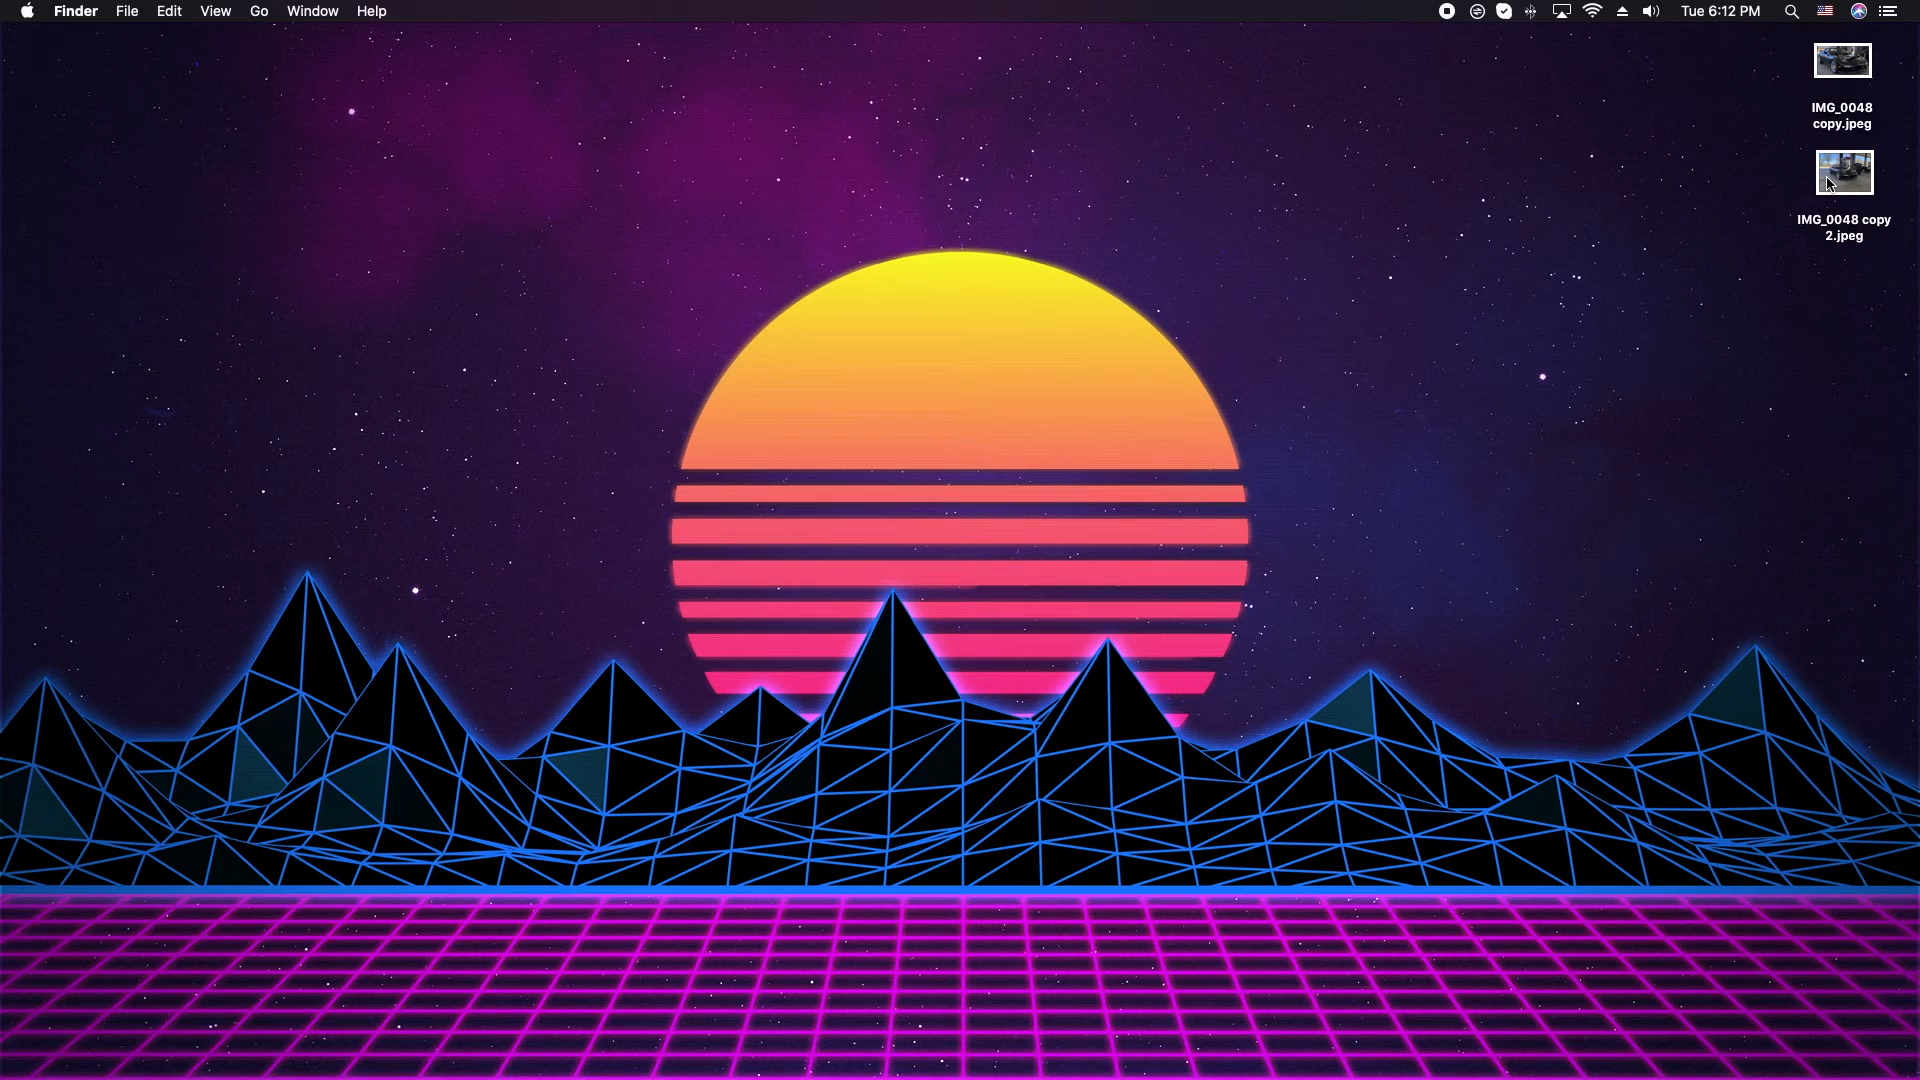 Finder File Edit View Go Window Help Tue 6:12 PM
IMG_0048
copy.jpeg
IMG_0048 copy
2.jpeg